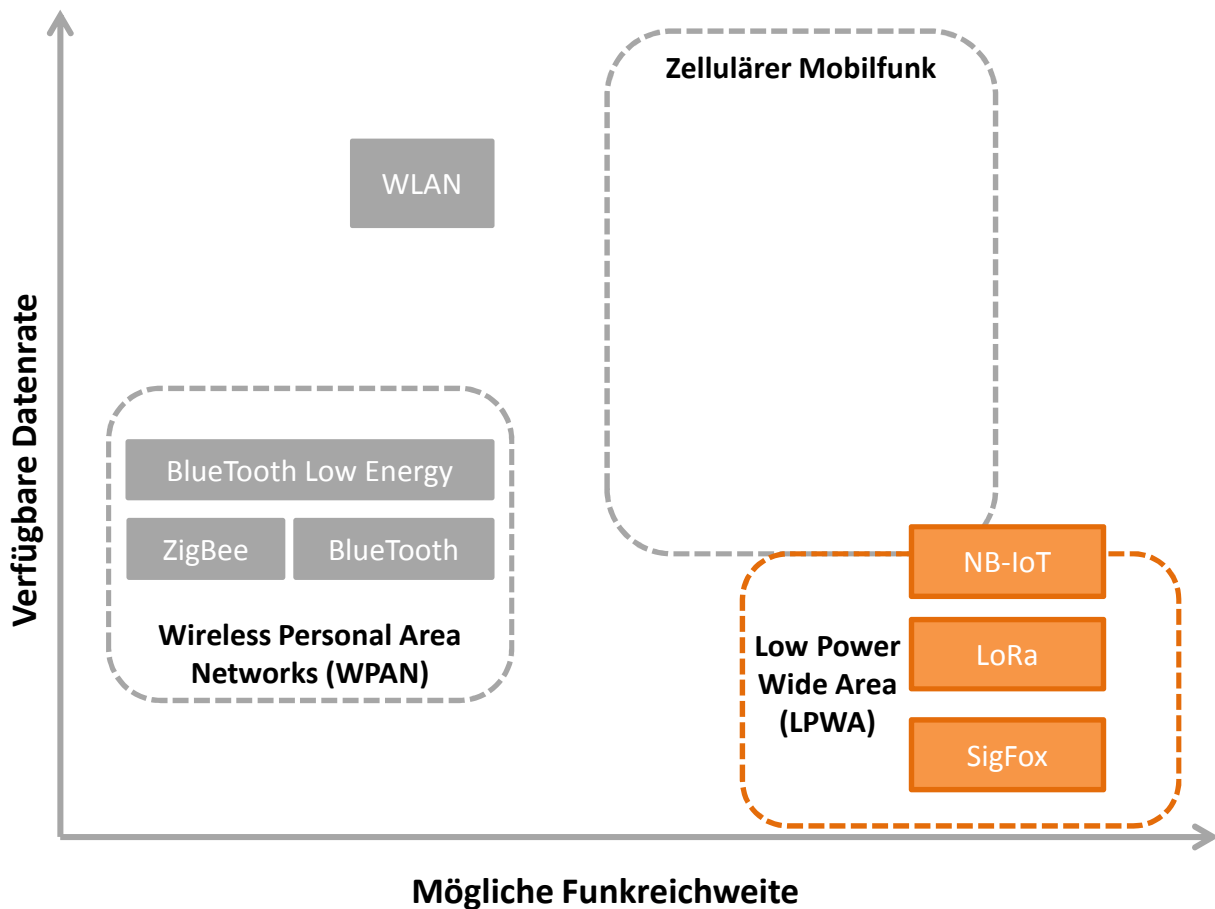 Zellulärer Mobilfunk
WLAN
Verfügbare Datenrate
BlueTooth Low Energy
ZigBee
BlueTooth
Wireless Personal Area
Networks (WPAN)
NB-IoT
Low Power
Wide Area
(LPWA)
LoRa
SigFox
Mögliche Funkreichweite